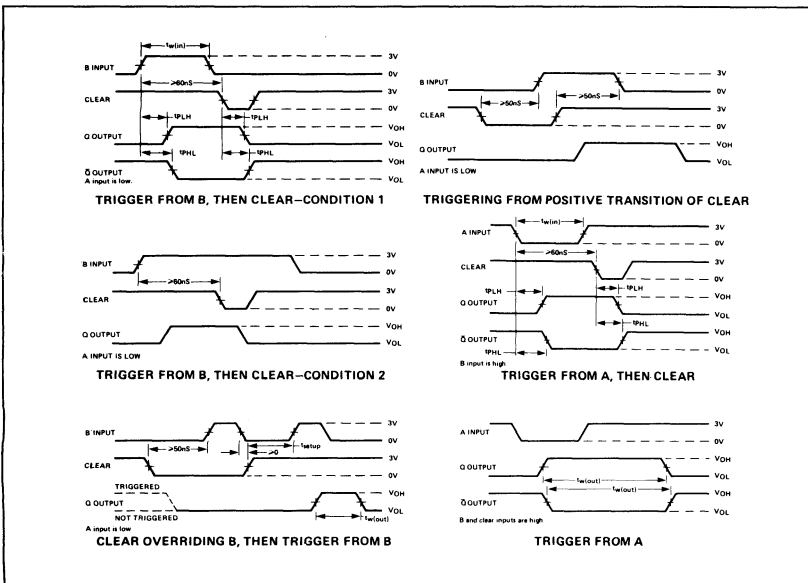 tw(in)
B INPUT
3V
0V
>60nS
CLEAR
3V
0V
tPLH
tPLH
Q OUTPUT
VOH
VOL
tPHL
tPHL
Q̄ OUTPUT
VOH
VOL
A input is low.
TRIGGER FROM B, THEN CLEAR–CONDITION 1
B INPUT
3V
0V
>50nS
>50nS
CLEAR
3V
0V
Q OUTPUT
VOH
VOL
A INPUT IS LOW
TRIGGERING FROM POSITIVE TRANSITION OF CLEAR
B INPUT
3V
0V
>60nS
CLEAR
3V
0V
Q OUTPUT
VOH
VOL
A INPUT IS LOW
TRIGGER FROM B, THEN CLEAR–CONDITION 2
tw(in)
A INPUT
3V
0V
>60nS
CLEAR
3V
0V
tPLH
tPLH
Q OUTPUT
VOH
VOL
tPHL
Q̄ OUTPUT
VOH
VOL
tPHL
B input is high
TRIGGER FROM A, THEN CLEAR
B INPUT
3V
0V
>50nS
tsetup
>0
CLEAR
3V
0V
TRIGGERED
Q OUTPUT
VOH
VOL
NOT TRIGGERED
tw(out)
A input is low
CLEAR OVERRIDING B, THEN TRIGGER FROM B
A INPUT
3V
0V
Q OUTPUT
VOH
VOL
tw(out)
tw(out)
Q̄ OUTPUT
VOH
VOL
B and clear inputs are high
TRIGGER FROM A